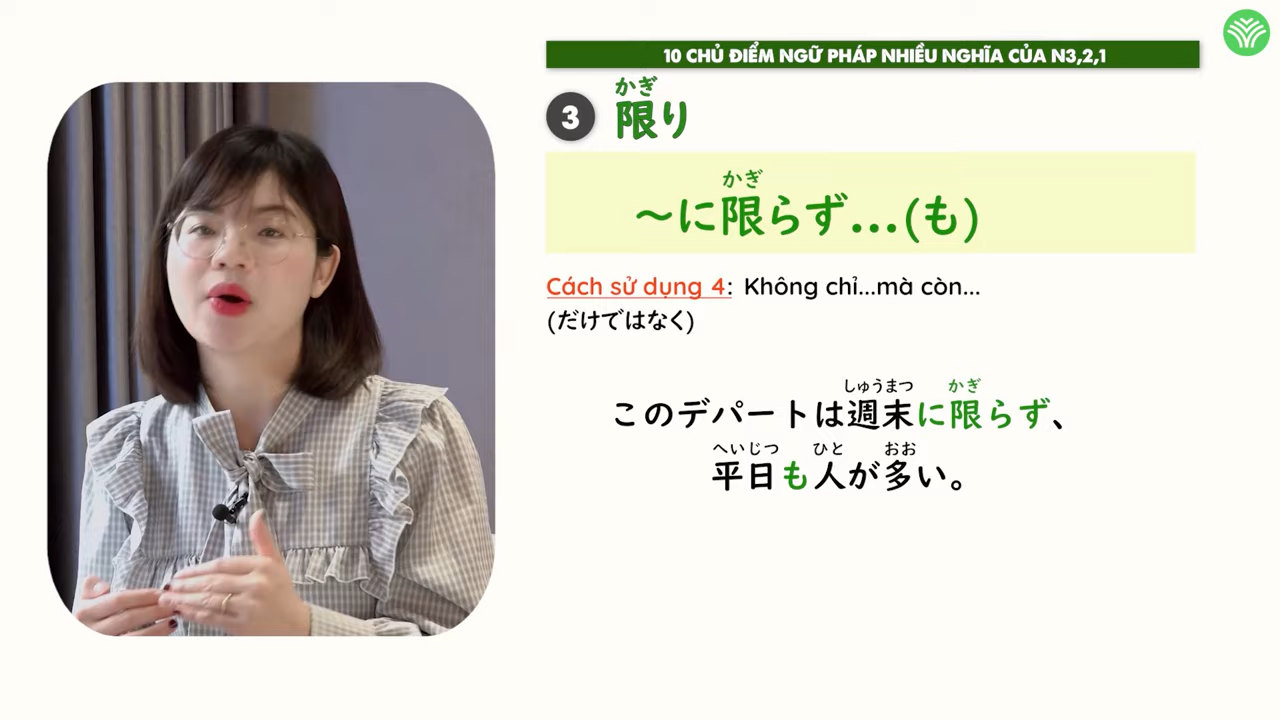 10 CHỦ ĐIỂM NGỮ PHÁP NHIỀU NGHĨA CỦA N3,2,1
かぎ
3 限り
かぎ
～に限らず...(も)
Cách sử dụng 4: Không chỉ...mà còn...
(だけではなく)
しゅうまつ かぎ
このデパートは週末に限らず、
へいじつ ひと おお
平日も人が多い。